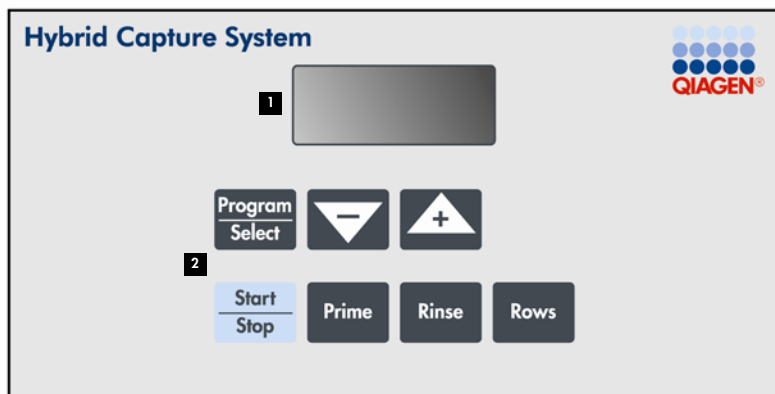 Hybrid Capture System
QIAGEN®
1
Program
Select
−
+
2
Start
Stop
Prime
Rinse
Rows